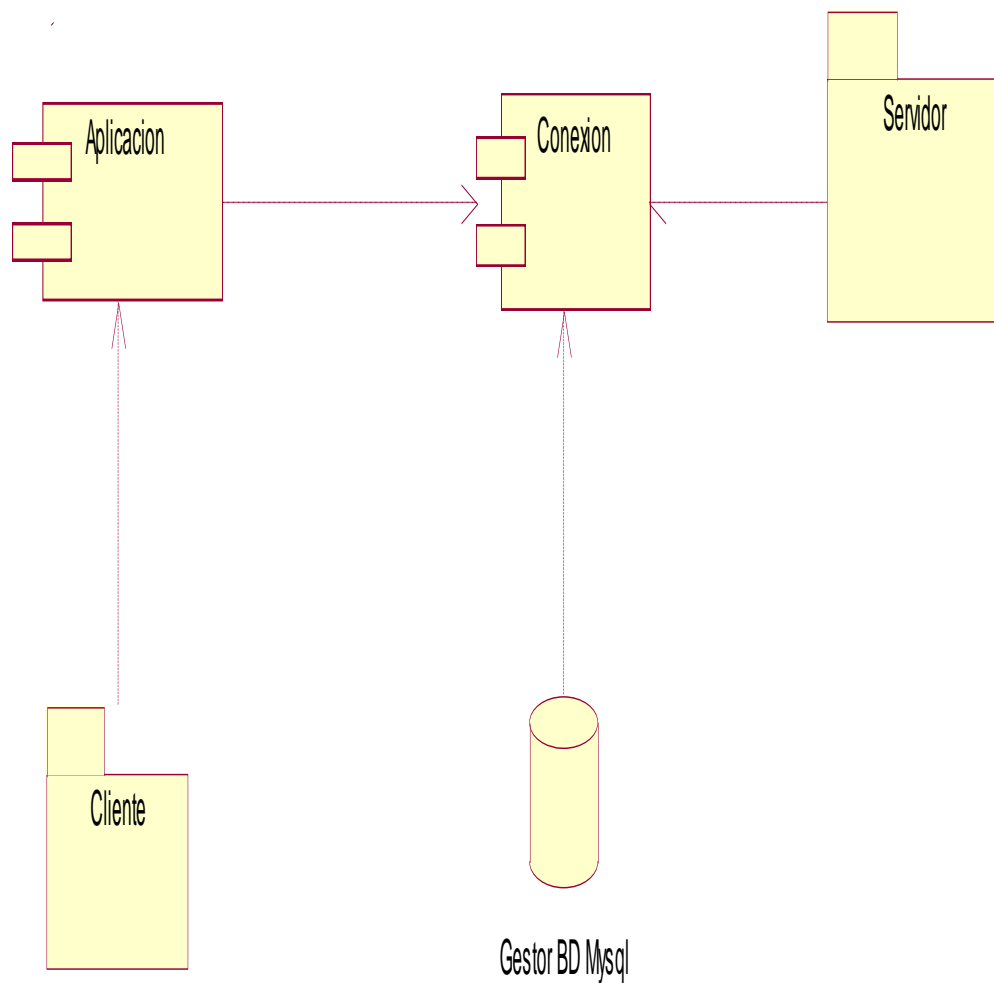 Aplicacion
Conexion
Servidor
Cliente
Gestor BD Mysql